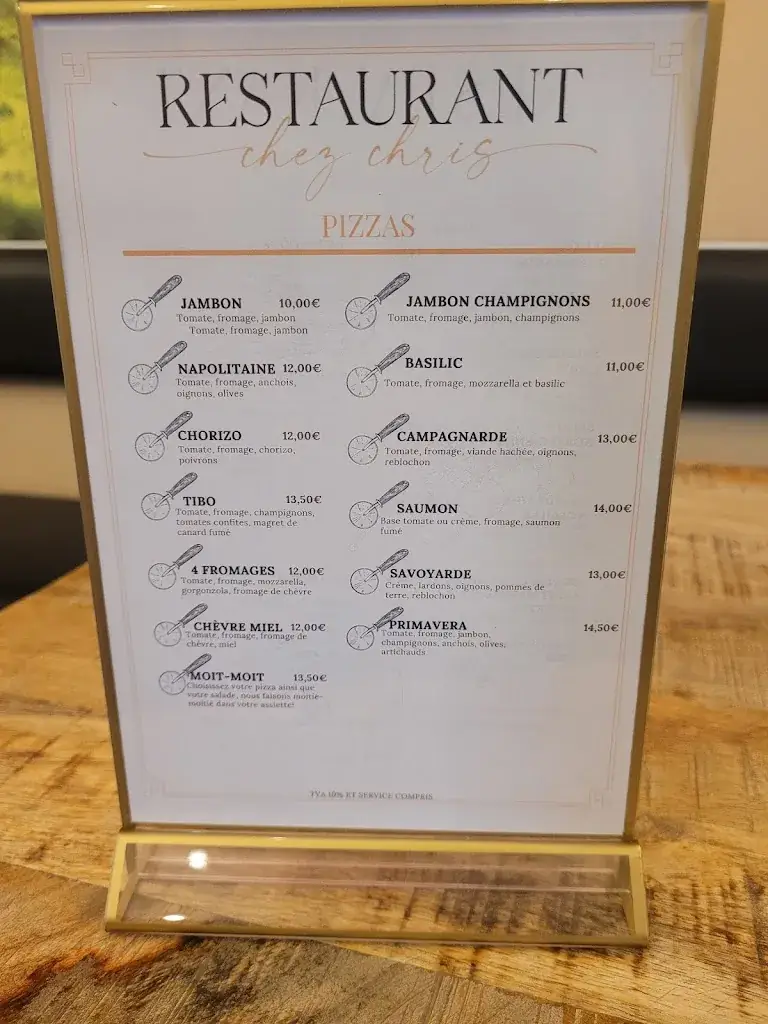 RESTAURANT
chez chris
PIZZAS
JAMBON 10,00€
Tomate, fromage, jambon
Tomate, fromage, jambon
NAPOLITAINE 12,00€
Tomate, fromage, anchois,
oignons, olives
CHORIZO 12,00€
Tomate, fromage, chorizo,
poivrons
TIBO 13,50€
Tomate, fromage, champignons,
tomates confites, magret de
canard fumé
4 FROMAGES 12,00€
Tomate, fromage, mozzarella,
gorgonzola, fromage de chèvre
CHÈVRE MIEL 12,00€
Tomate, fromage, fromage de
chèvre, miel
MOIT-MOIT 13,50€
Choisissez votre pizza ainsi que
votre salade, nous faisons moitié-
moitié dans votre assiette!
JAMBON CHAMPIGNONS 11,00€
Tomate, fromage, jambon, champignons
BASILIC 11,00€
Tomate, fromage, mozzarella et basilic
CAMPAGNARDE 13,00€
Tomate, fromage, viande hachée, oignons,
reblochon
SAUMON 14,00€
Base tomate ou crème, fromage, saumon
fumé
SAVOYARDE 13,00€
Crème, lardons, oignons, pommes de
terre, reblochon
PRIMAVERA 14,50€
Tomate, fromage, jambon,
champignons, anchois, olives,
artichauds
TVA 10% ET SERVICE COMPRIS